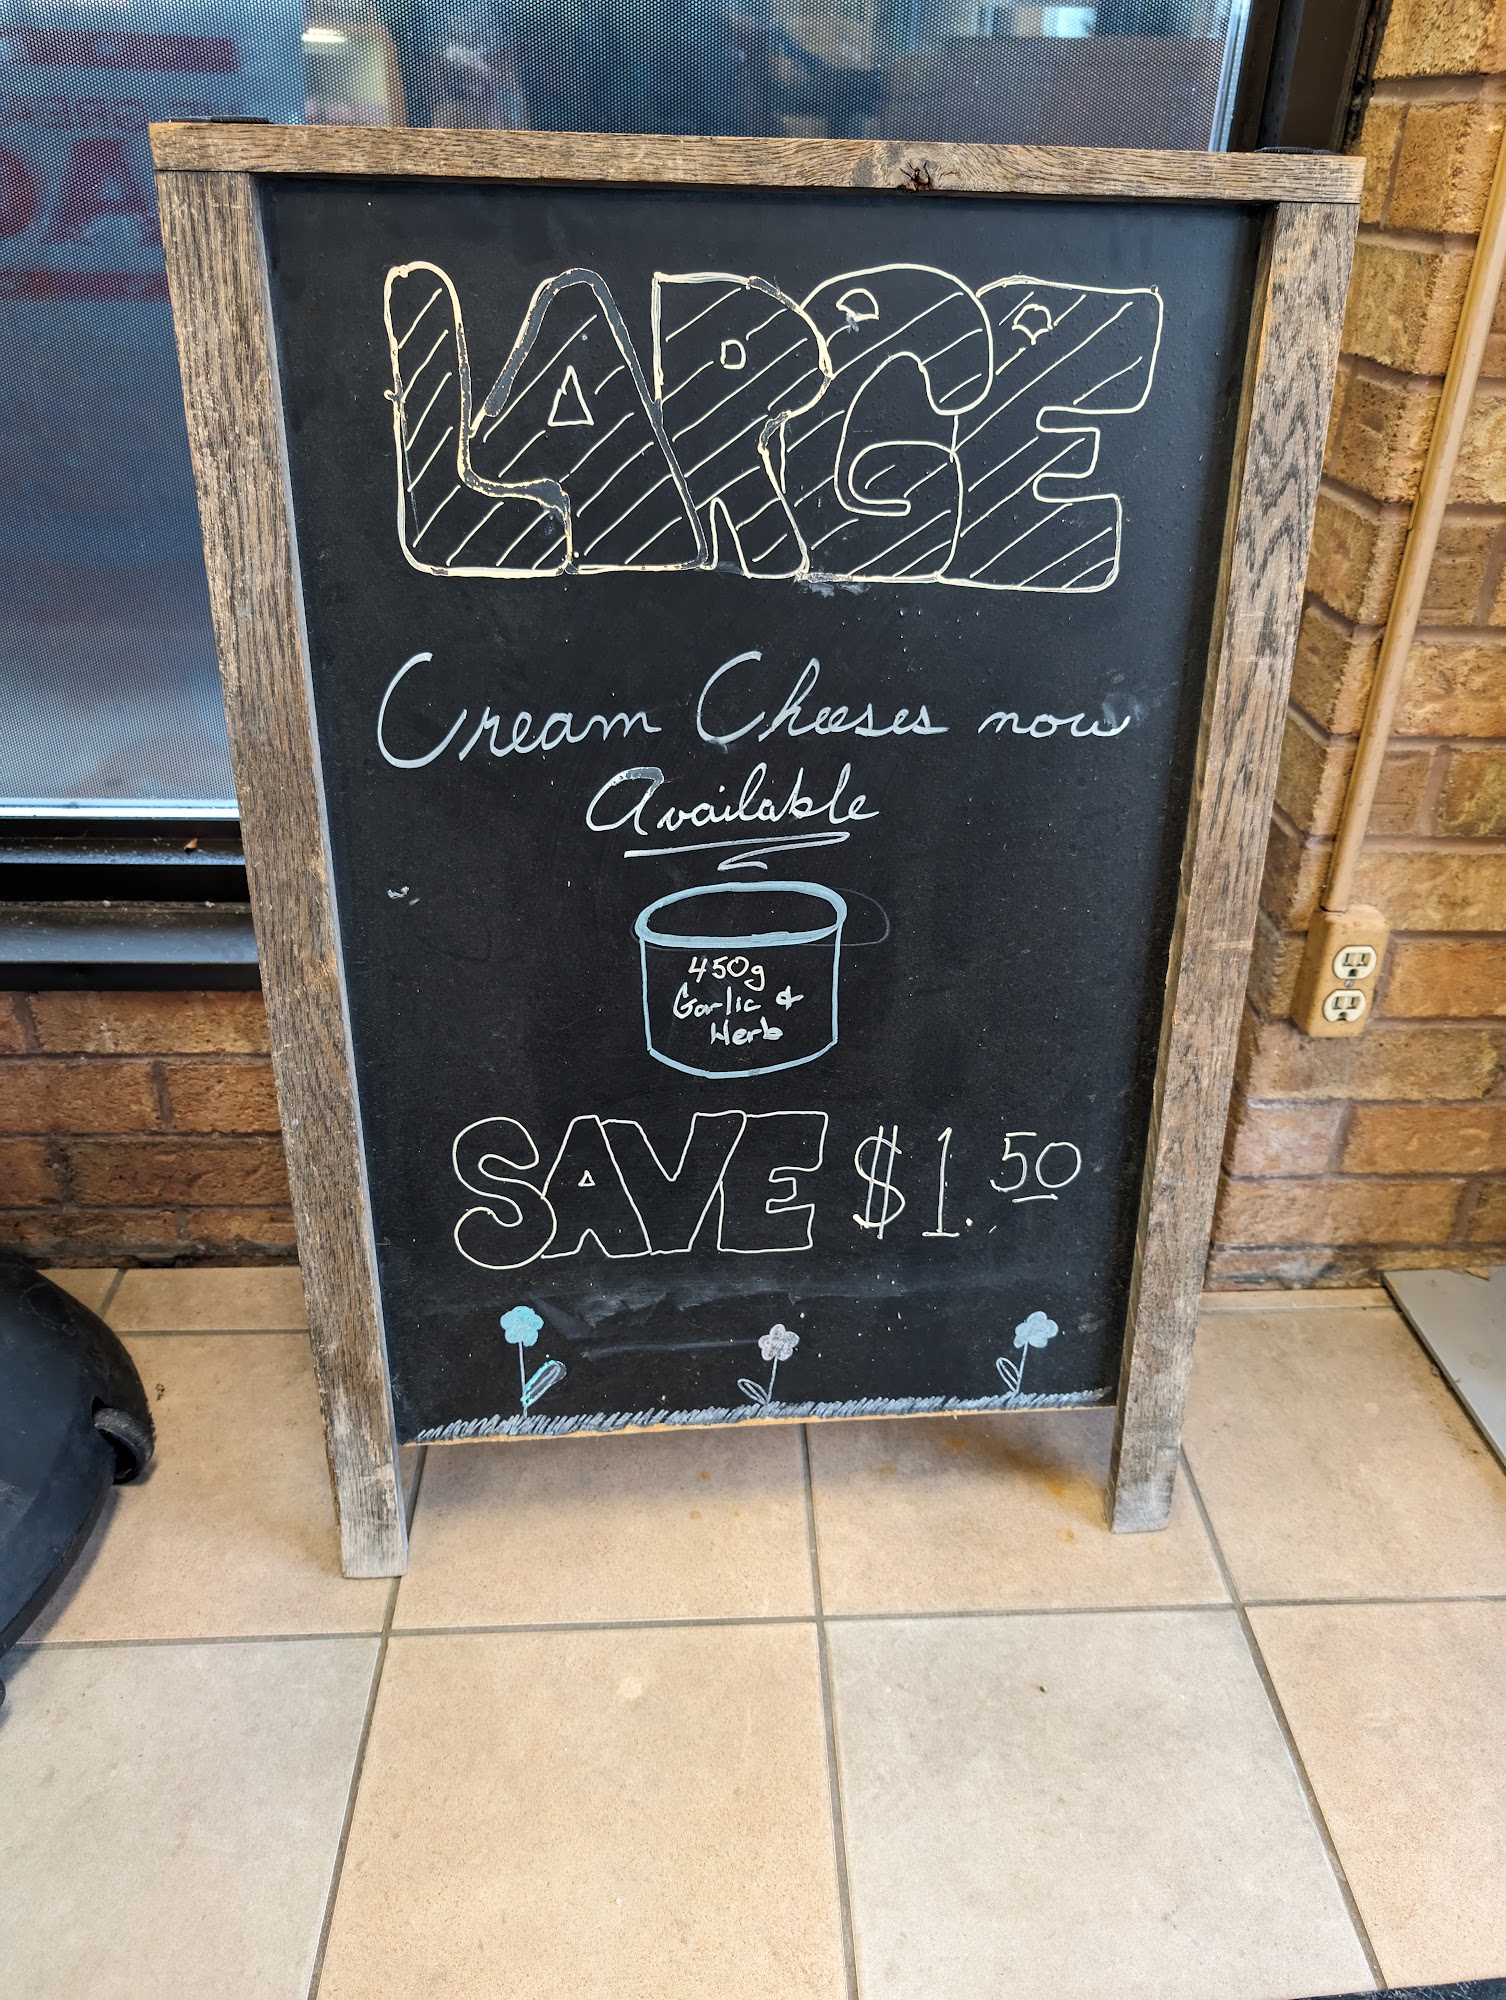 LARGE
Cream Cheeses now
Available
450g
Garlic &
Herb
SAVE $1.50